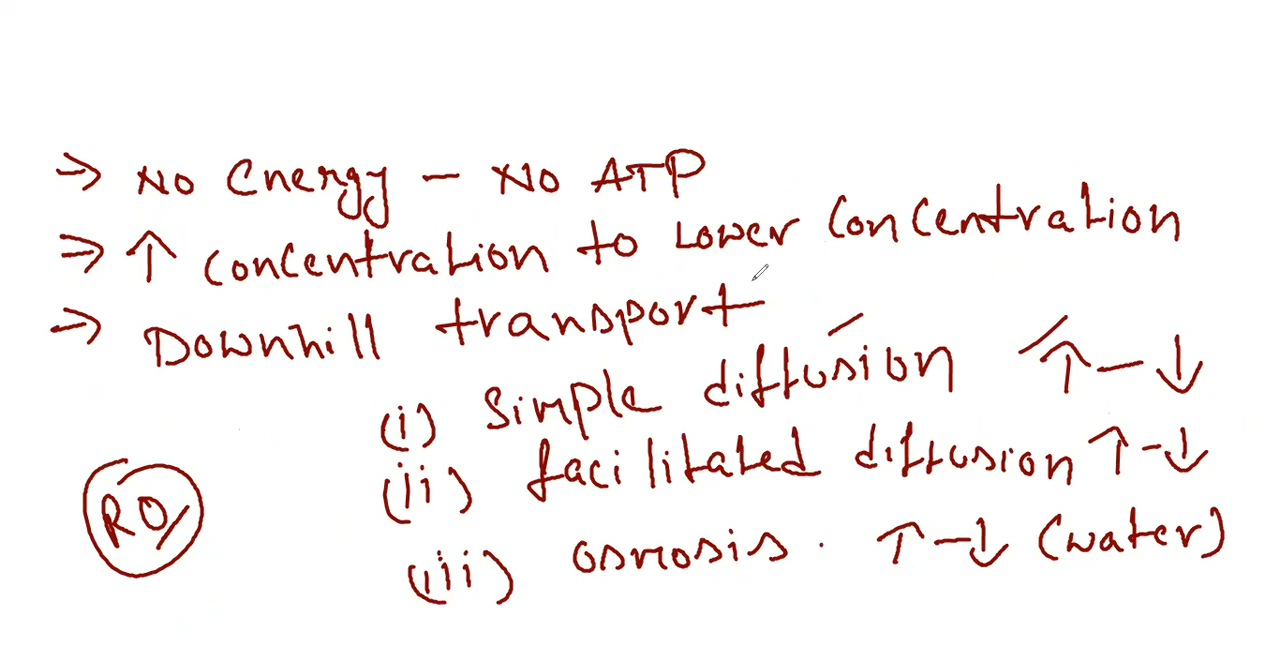 → No Energy - No ATP
⇒ ↑ concentration to Lower concentration
→ Downhill transport
(i) simple diffusion ↑ - ↓
(ii) facilitated diffusion ↑ - ↓
(iii) osmosis. ↑ - ↓ (water)
RO